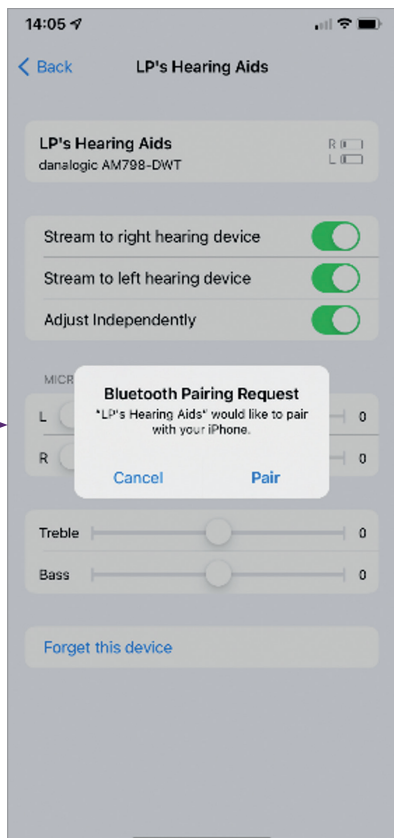 14:05
Back
LP's Hearing Aids
LP's Hearing Aids
R
danalogic AM798-DWT
L
Stream to right hearing device
Stream to left hearing device
Adjust Independently
MICR
Bluetooth Pairing Request
"LP's Hearing Aids" would like to pair
with your iPhone.
L
0
R
0
Cancel
Pair
Treble
0
Bass
0
Forget this device